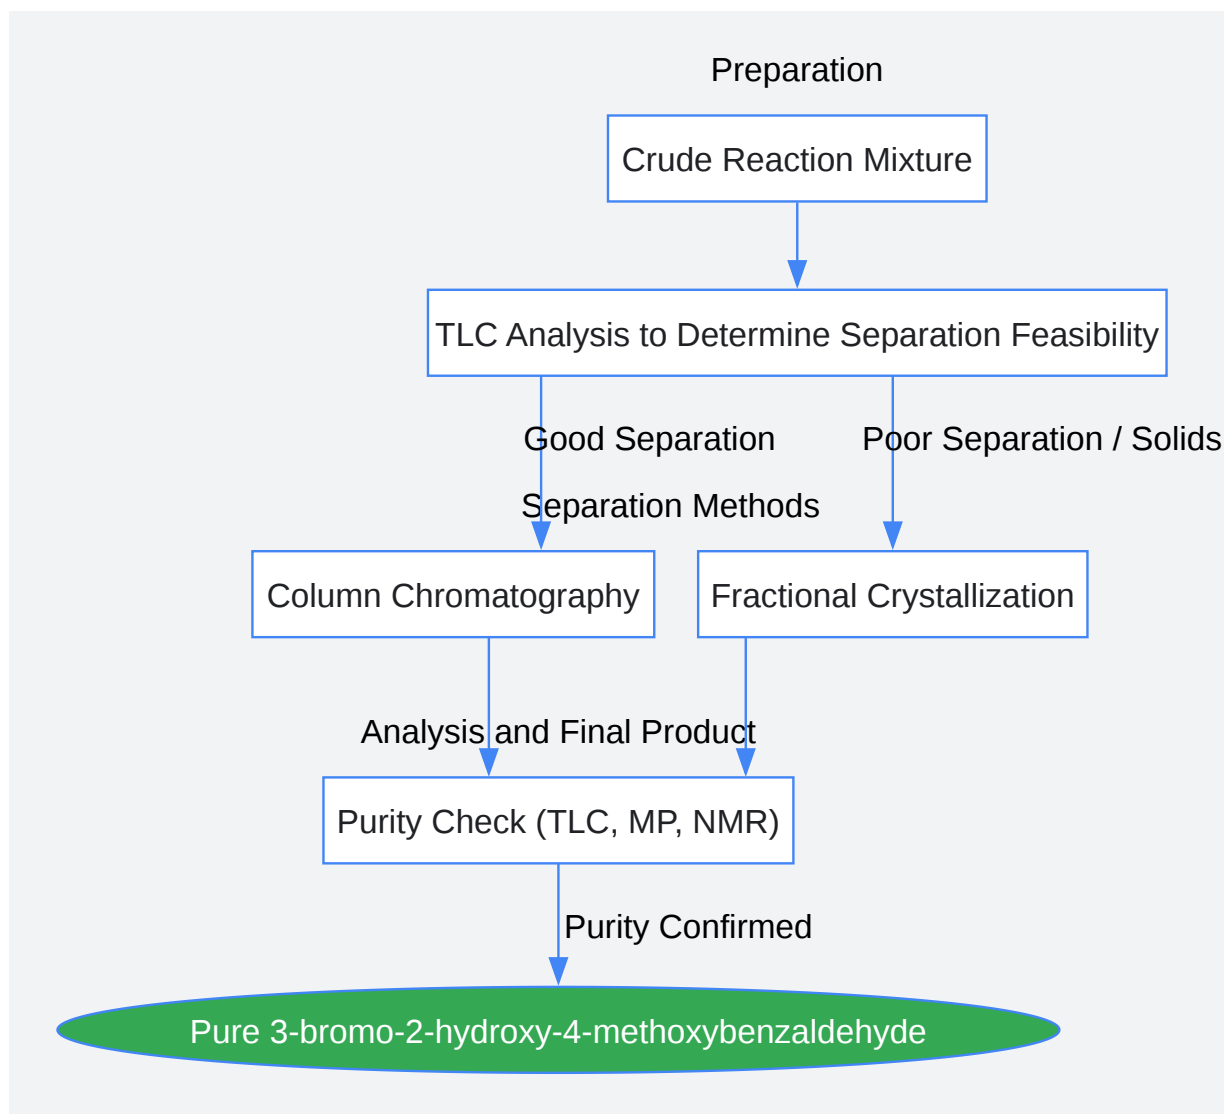 Preparation
Crude Reaction Mixture
TLC Analysis to Determine Separation Feasibility
Good Separation
Poor Separation / Solids
Separation Methods
Column Chromatography
Fractional Crystallization
Analysis and Final Product
Purity Check (TLC, MP, NMR)
Purity Confirmed
Pure 3-bromo-2-hydroxy-4-methoxybenzaldehyde